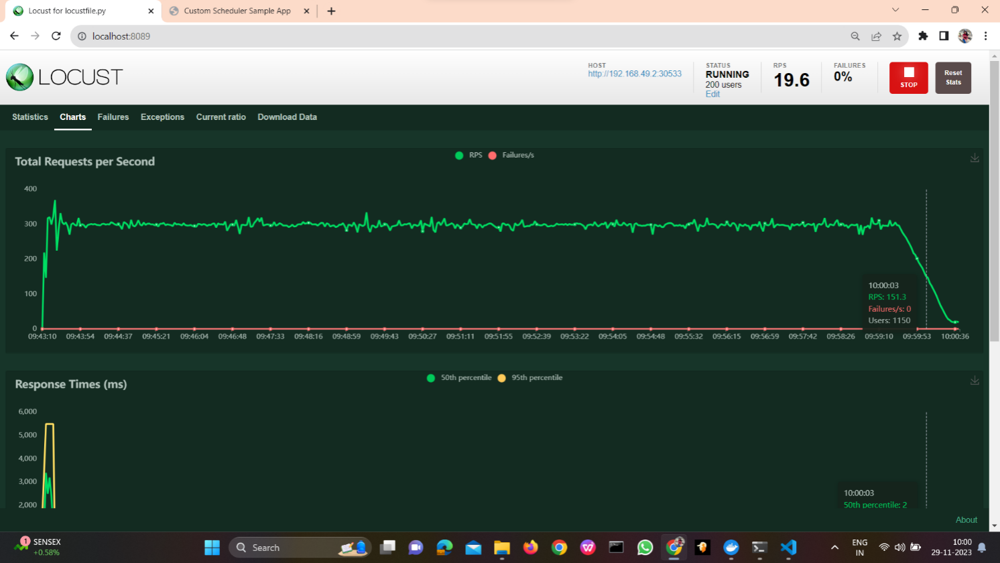 Locust for locustfile.py
Custom Scheduler Sample App
localhost:8089
LOCUST
HOST
http://192.168.49.2:30533
STATUS
RUNNING
200 users
Edit
RPS
19.6
FAILURES
0%
STOP
Reset
Stats
Statistics Charts Failures Exceptions Current ratio Download Data
Total Requests per Second
RPS Failures/s
400
300
200
100
0
09:43:10 09:43:54 09:44:37 09:45:21 09:46:04 09:46:48 09:47:33 09:48:16 09:48:59 09:49:43 09:50:27 09:51:11 09:51:55 09:52:39 09:53:22 09:54:05 09:54:48 09:55:32 09:56:15 09:56:59 09:57:42 09:58:26 09:59:10 09:59:53 10:00:36
10:00:03
RPS: 151.3
Failures/s: 0
Users: 1150
Response Times (ms)
50th percentile 95th percentile
6,000
5,000
4,000
3,000
2,000
10:00:03
50th percentile: 2
About
1
SENSEX
+0.58%
Search
ENG
IN
10:00
29-11-2023